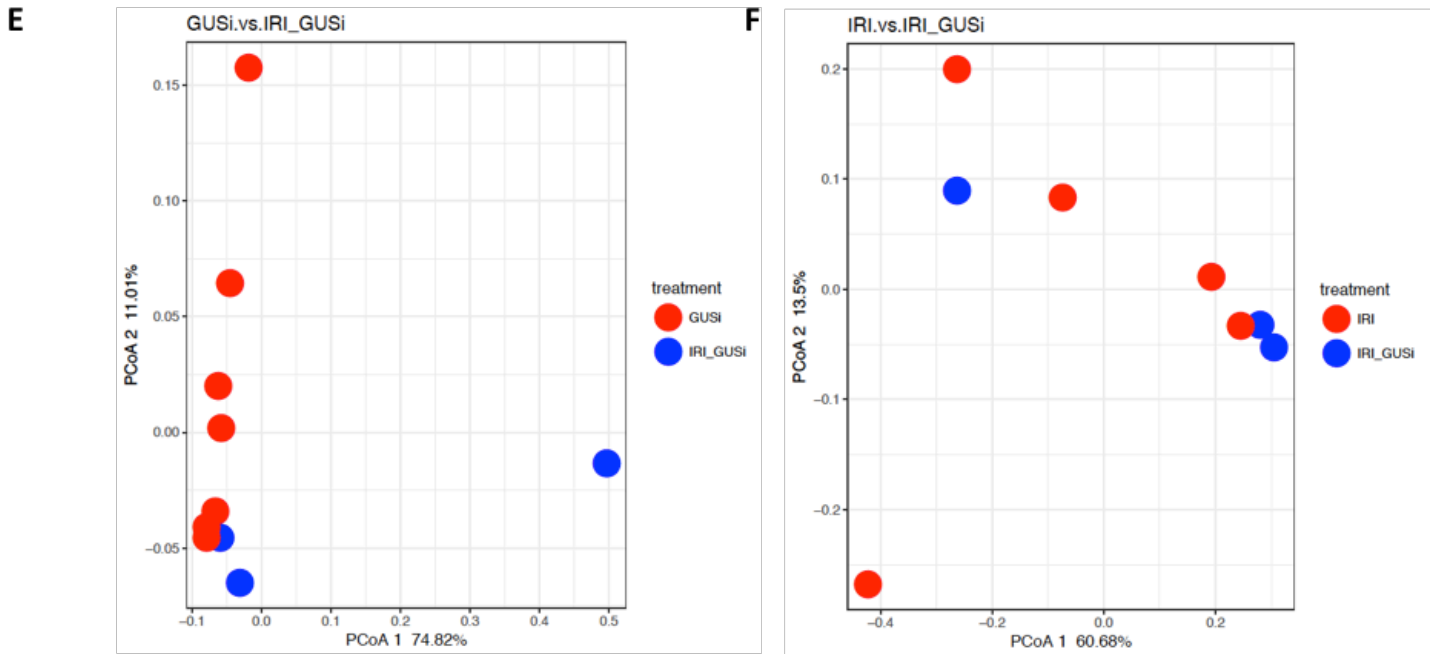 E
GUSi.vs.IRI_GUSi
0.15
0.10
0.05
0.00
−0.05
PCoA 2 11.01%
−0.1 0.0 0.1 0.2 0.3 0.4 0.5
PCoA 1 74.82%
treatment
GUSi
IRI_GUSi
F
IRI.vs.IRI_GUSi
0.2
0.1
0.0
−0.1
−0.2
PCoA 2 13.5%
−0.4 −0.2 0.0 0.2
PCoA 1 60.68%
treatment
IRI
IRI_GUSi